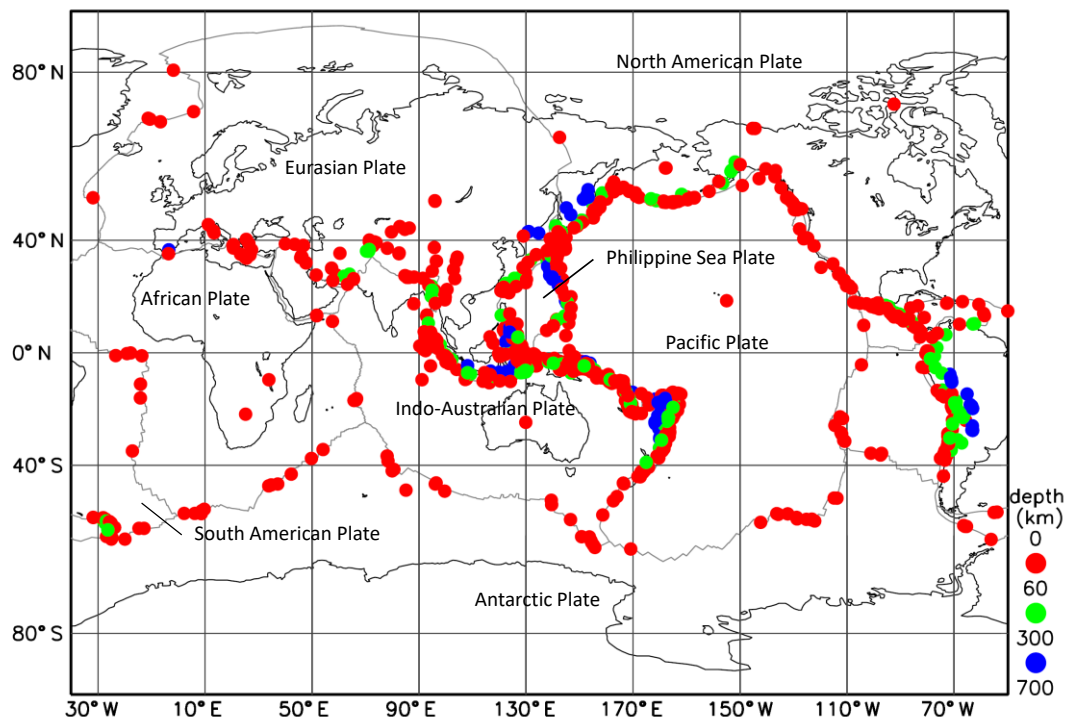 North American Plate
80° N
Eurasian Plate
40° N
Philippine Sea Plate
African Plate
Pacific Plate
0° N
Indo-Australian Plate
40° S
depth
(km)
South American Plate
0
60
Antarctic Plate
300
80° S
700
30° W
10° E
50° E
90° E
130° E
170° E
150° W
110° W
70° W